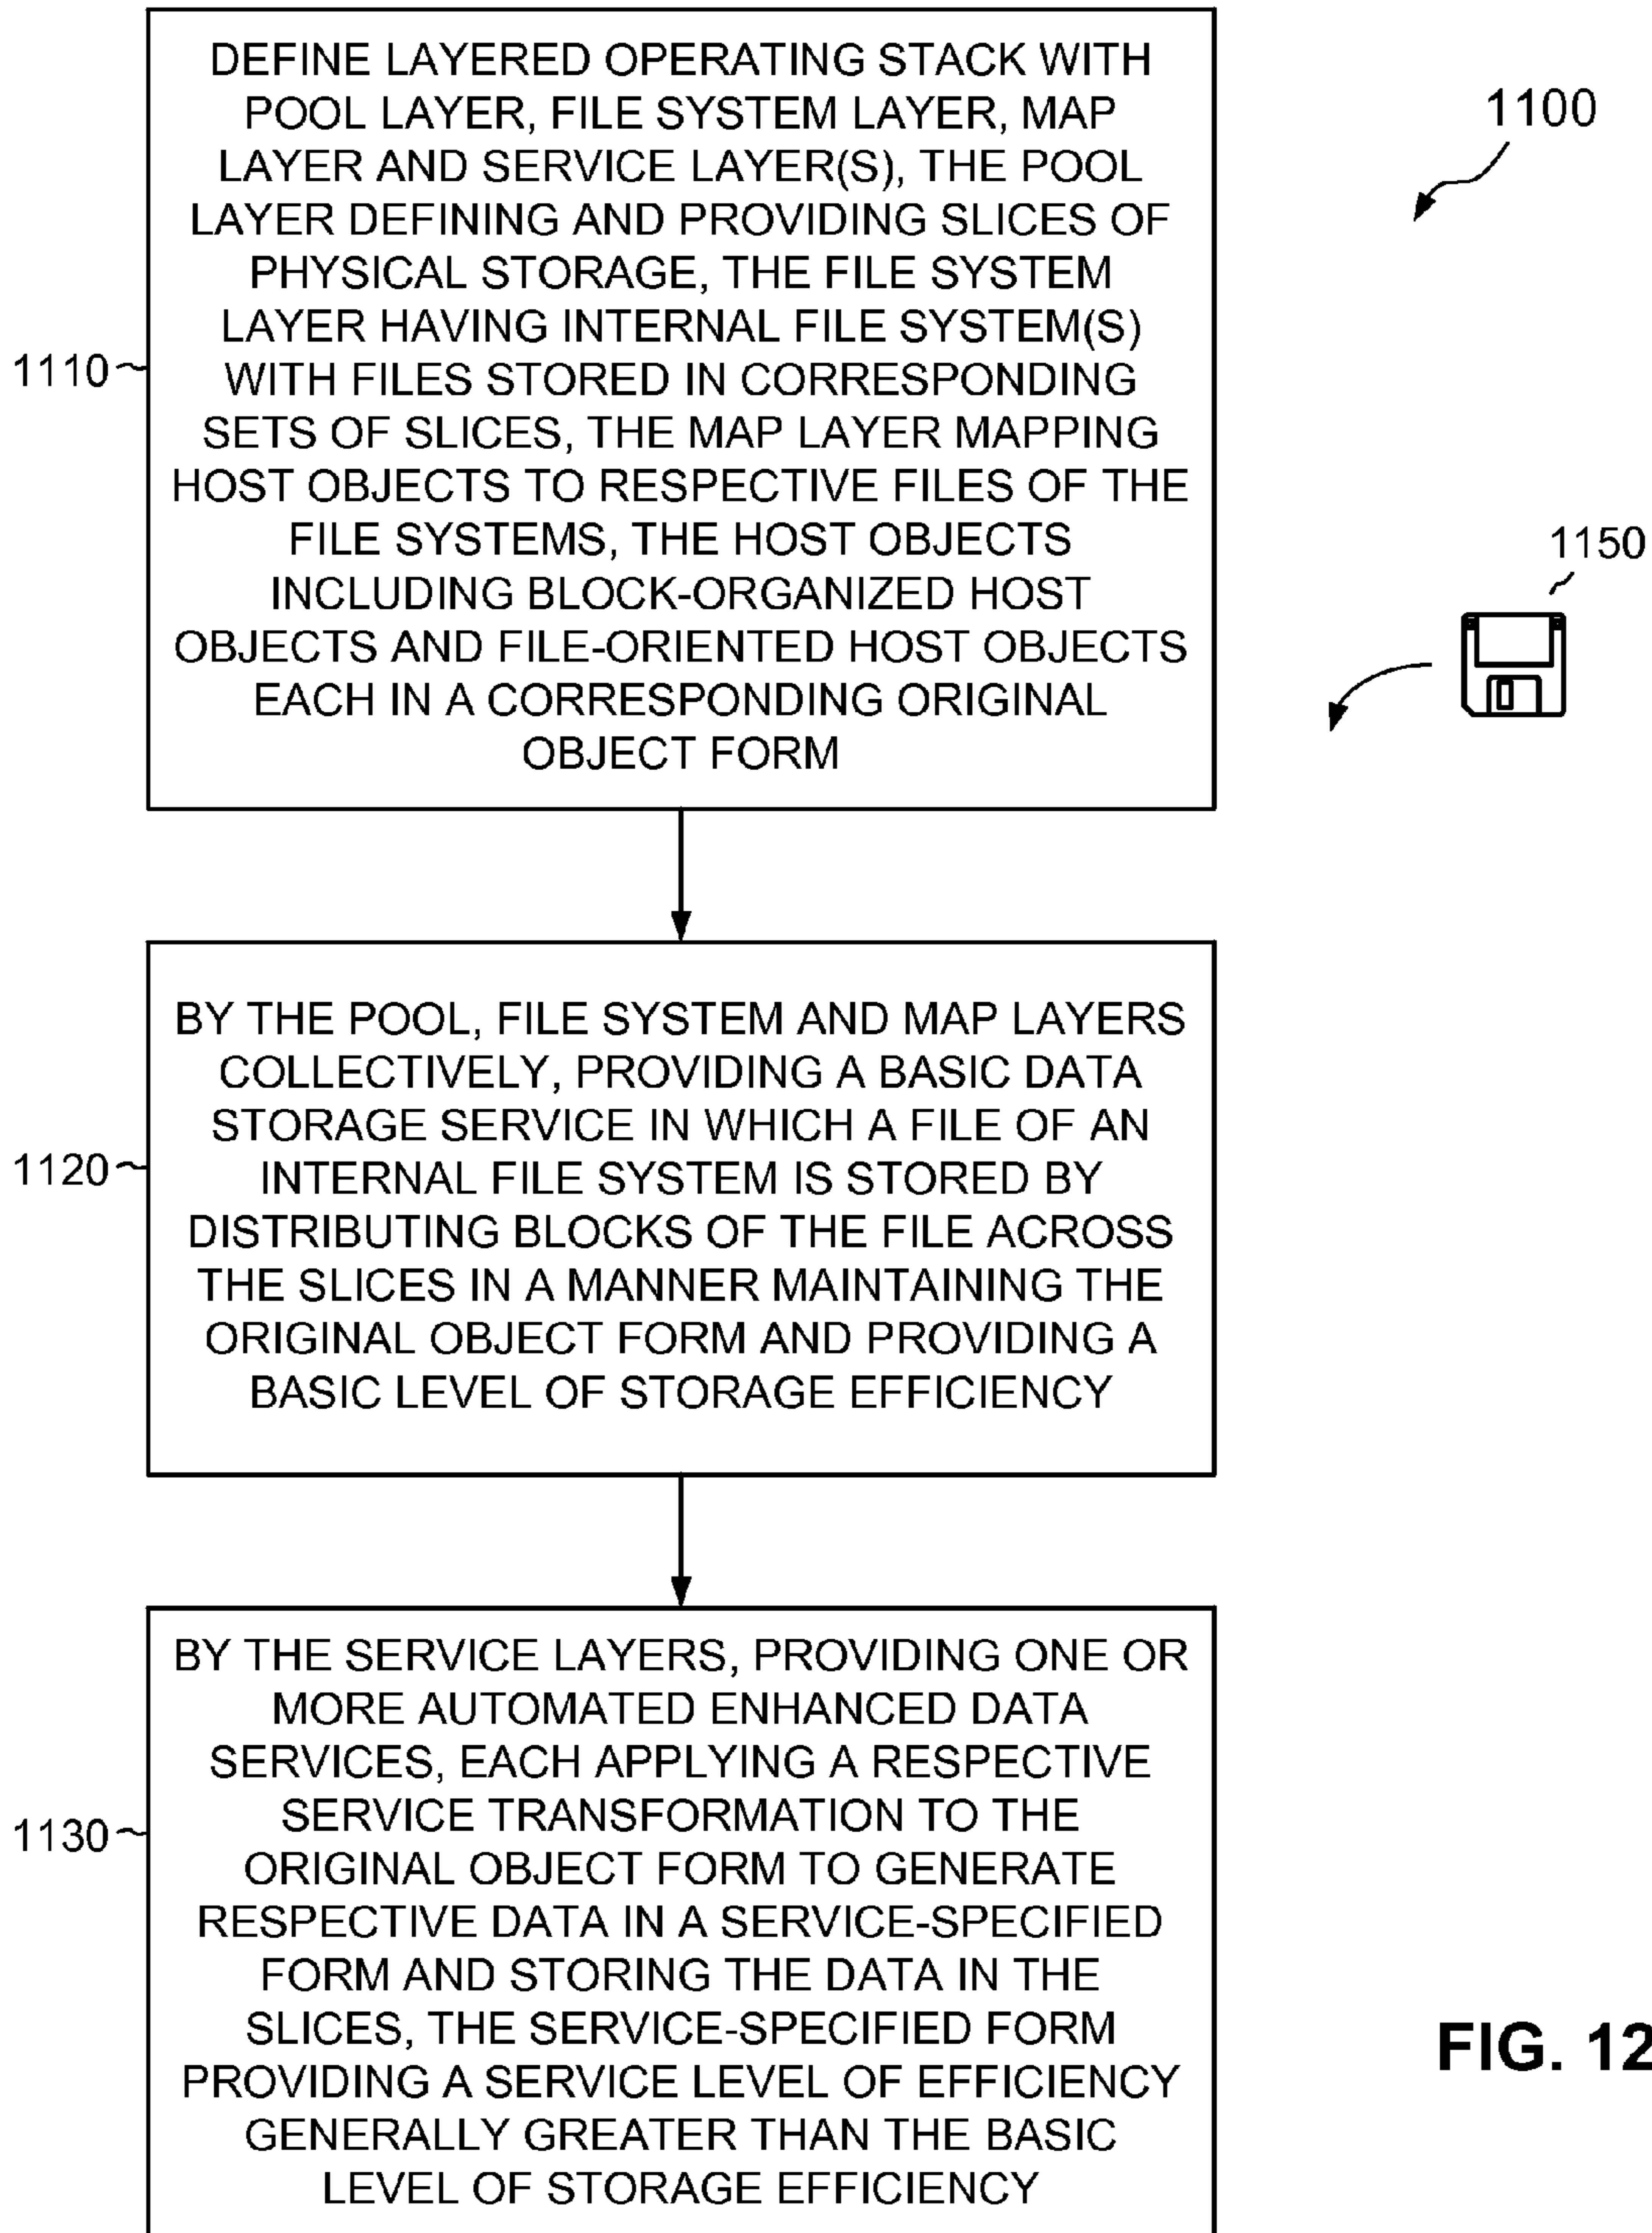 DEFINE LAYERED OPERATING STACK WITH
POOL LAYER, FILE SYSTEM LAYER, MAP
LAYER AND SERVICE LAYER(S), THE POOL
LAYER DEFINING AND PROVIDING SLICES OF
PHYSICAL STORAGE, THE FILE SYSTEM
LAYER HAVING INTERNAL FILE SYSTEM(S)
WITH FILES STORED IN CORRESPONDING
SETS OF SLICES, THE MAP LAYER MAPPING
HOST OBJECTS TO RESPECTIVE FILES OF THE
FILE SYSTEMS, THE HOST OBJECTS
INCLUDING BLOCK-ORGANIZED HOST
OBJECTS AND FILE-ORIENTED HOST OBJECTS
EACH IN A CORRESPONDING ORIGINAL
OBJECT FORM
1110
1100
1150
BY THE POOL, FILE SYSTEM AND MAP LAYERS
COLLECTIVELY, PROVIDING A BASIC DATA
STORAGE SERVICE IN WHICH A FILE OF AN
INTERNAL FILE SYSTEM IS STORED BY
DISTRIBUTING BLOCKS OF THE FILE ACROSS
THE SLICES IN A MANNER MAINTAINING THE
ORIGINAL OBJECT FORM AND PROVIDING A
BASIC LEVEL OF STORAGE EFFICIENCY
1120
BY THE SERVICE LAYERS, PROVIDING ONE OR
MORE AUTOMATED ENHANCED DATA
SERVICES, EACH APPLYING A RESPECTIVE
SERVICE TRANSFORMATION TO THE
ORIGINAL OBJECT FORM TO GENERATE
RESPECTIVE DATA IN A SERVICE-SPECIFIED
FORM AND STORING THE DATA IN THE
SLICES, THE SERVICE-SPECIFIED FORM
PROVIDING A SERVICE LEVEL OF EFFICIENCY
GENERALLY GREATER THAN THE BASIC
LEVEL OF STORAGE EFFICIENCY
1130
FIG. 12